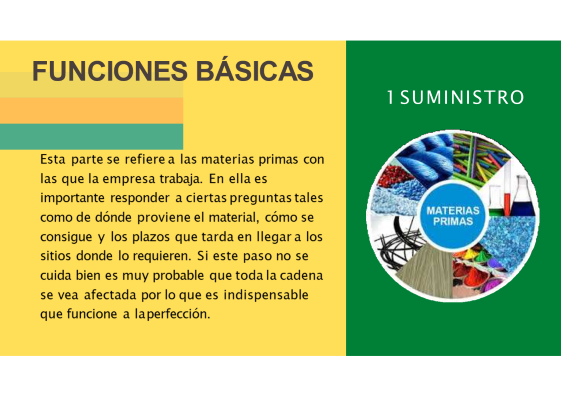 FUNCIONES BÁSICAS
Esta parte se refiere a las materias primas con
las que la empresa trabaja. En ella es
importante responder a ciertas preguntas tales
como de dónde proviene el material, cómo se
consigue y los plazos que tarda en llegar a los
sitios donde lo requieren. Si este paso no se
cuida bien es muy probable que toda la cadena
se vea afectada por lo que es indispensable
que funcione a la perfección.
1 SUMINISTRO
MATERIAS
PRIMAS